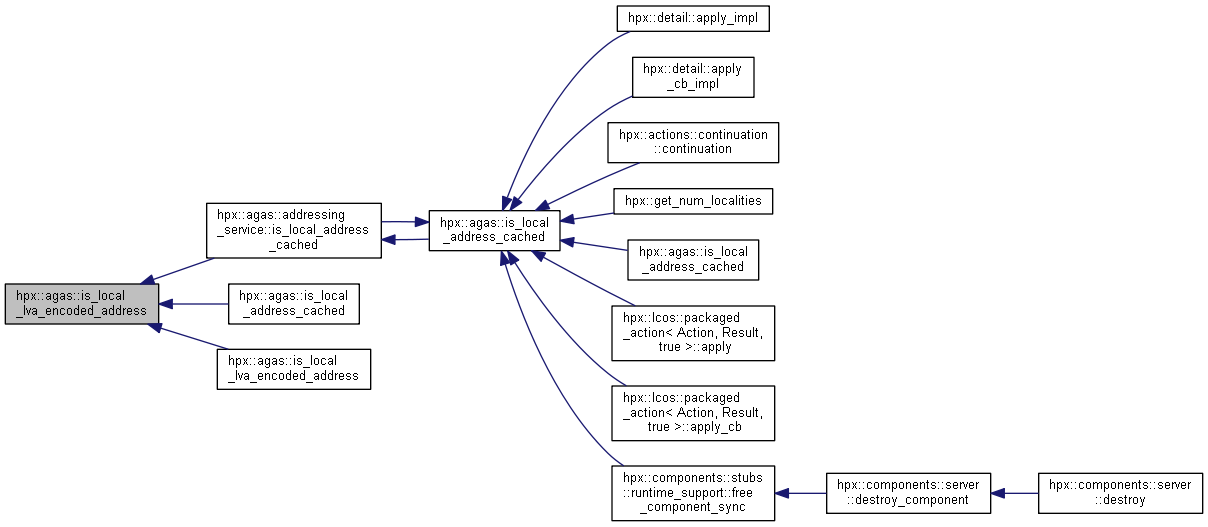 hpx::detail::apply_impl
hpx::detail::apply
_cb_impl
hpx::actions::continuation
::continuation
hpx::get_num_localities
hpx::agas::addressing
_service::is_local_address
_cached
hpx::agas::is_local
_address_cached
hpx::agas::is_local
_address_cached
hpx::agas::is_local
_lva_encoded_address
hpx::agas::is_local
_address_cached
hpx::lcos::packaged
_action< Action, Result,
true >::apply
hpx::agas::is_local
_lva_encoded_address
hpx::lcos::packaged
_action< Action, Result,
true >::apply_cb
hpx::components::stubs
::runtime_support::free
_component_sync
hpx::components::server
::destroy_component
hpx::components::server
::destroy